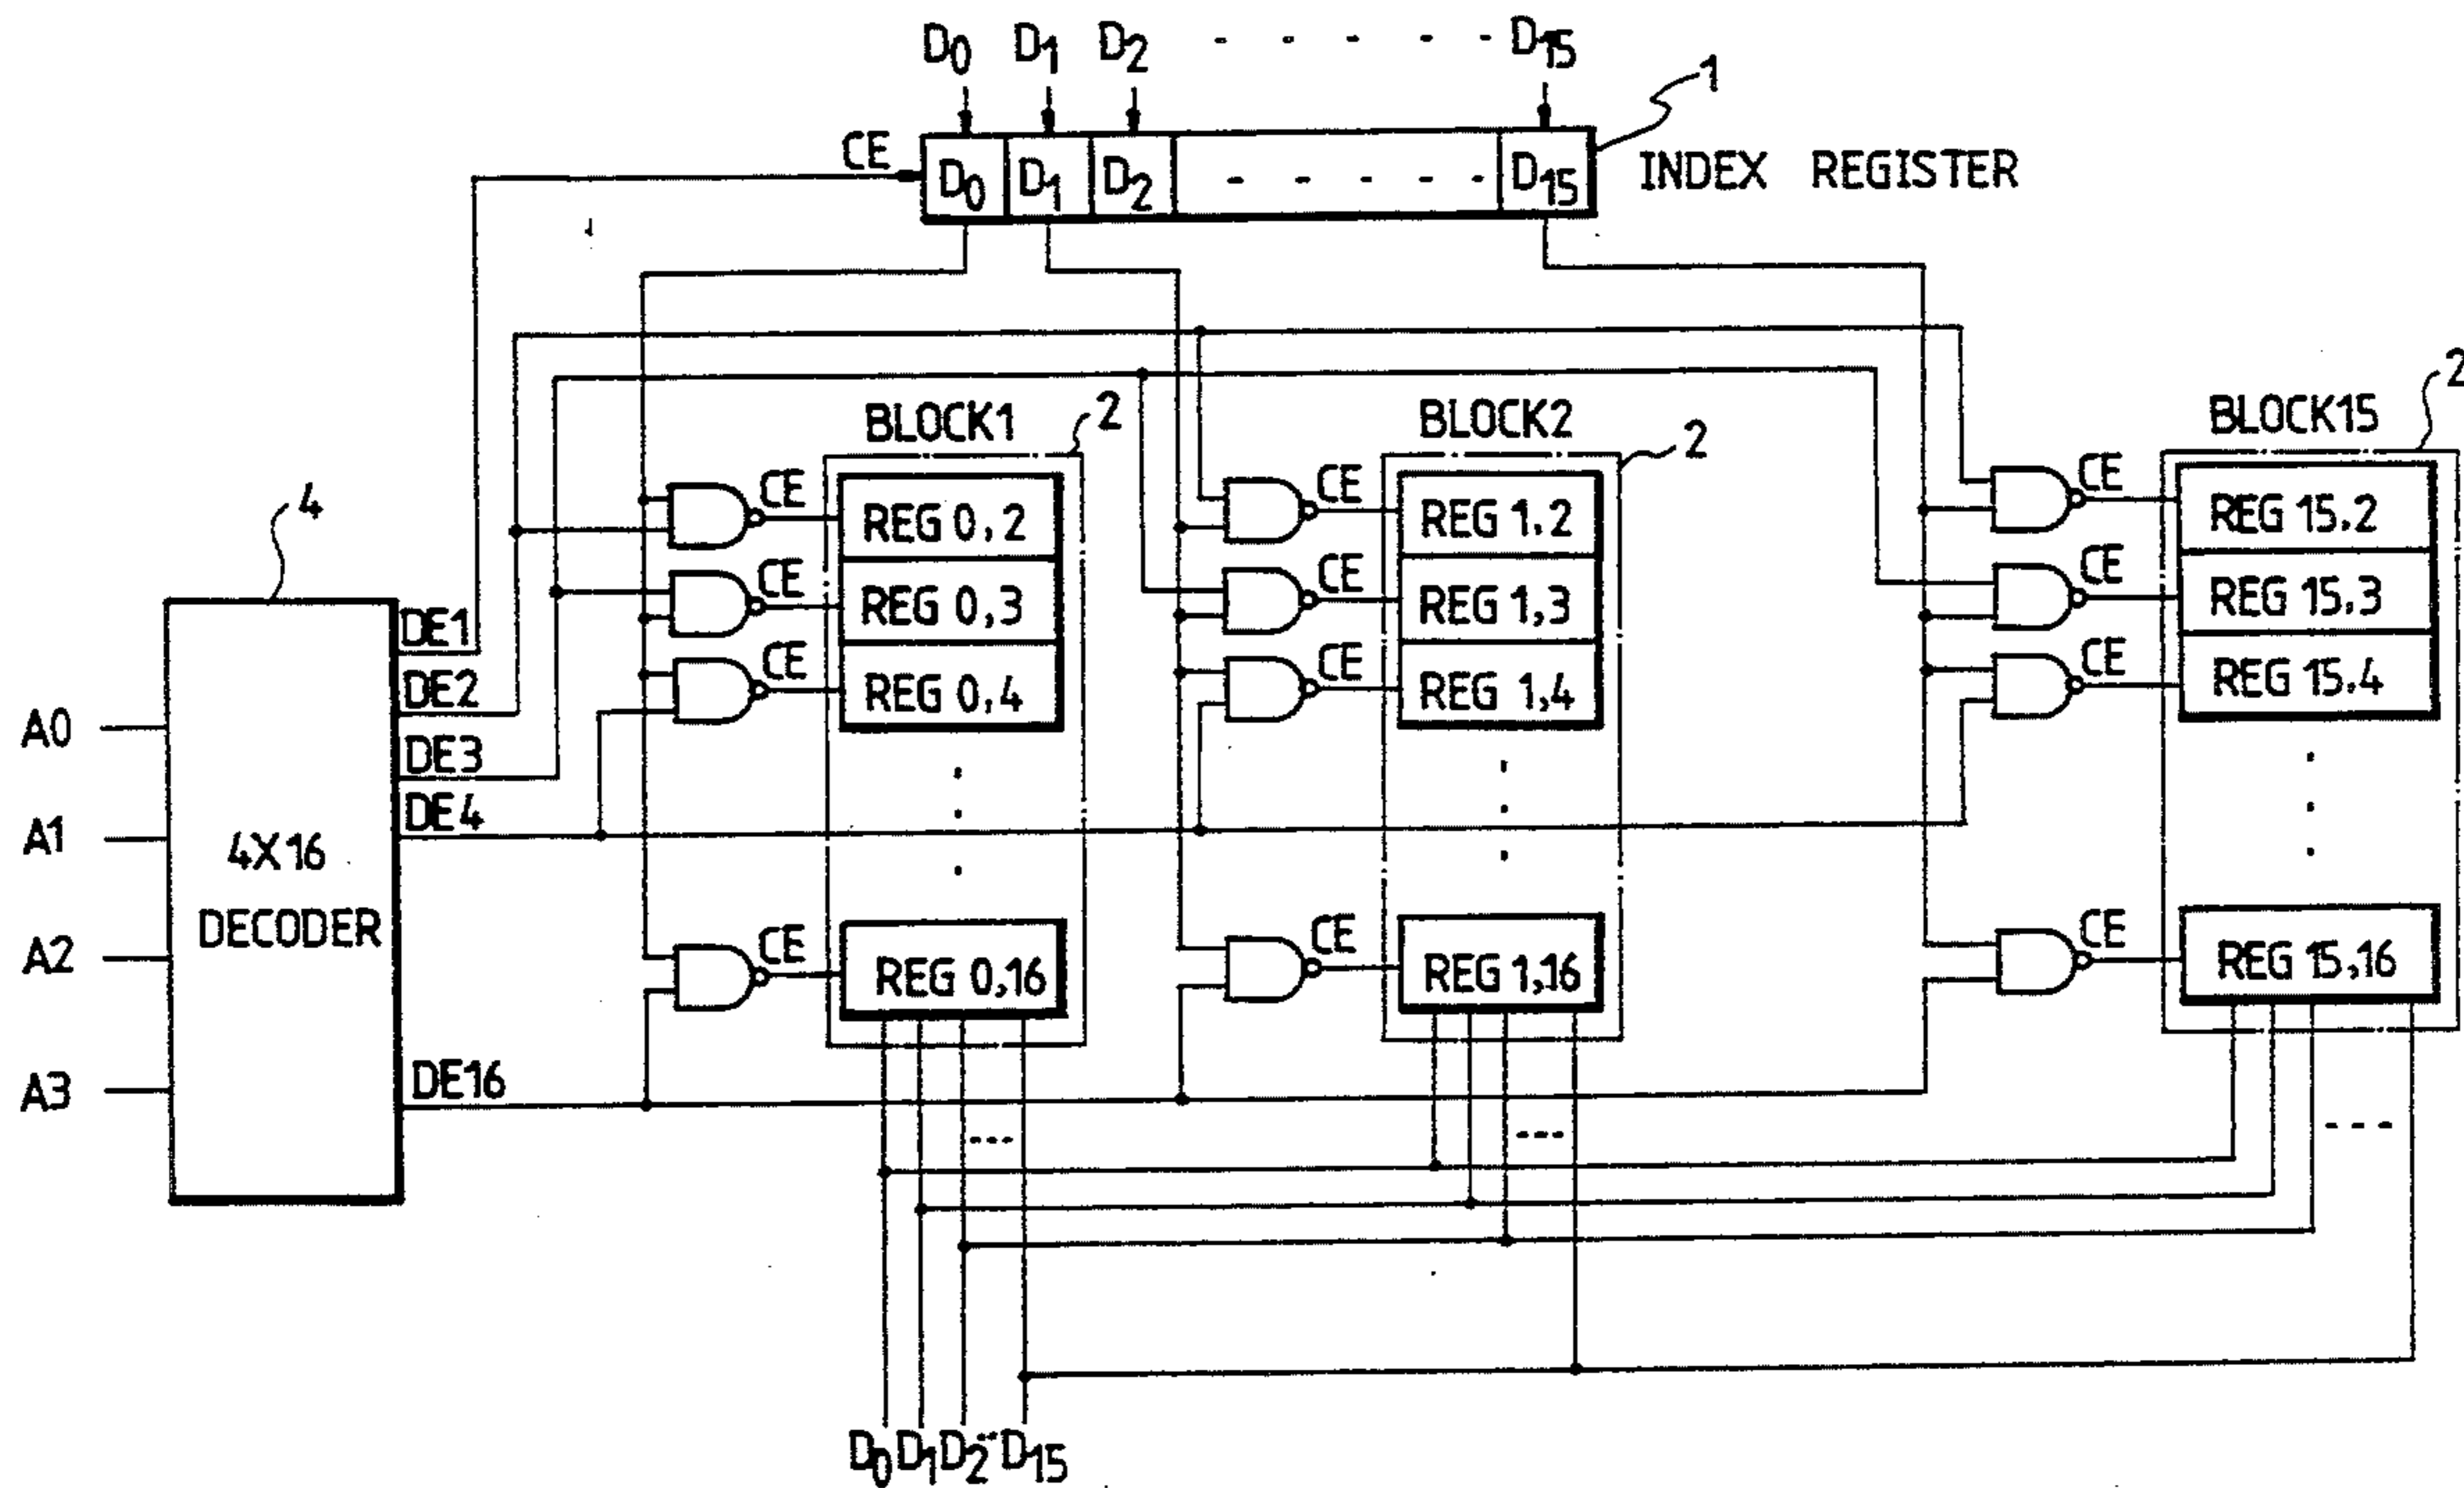 D0 D1 D2 - - - - - D15
1
CE
D0 D1 D2 - - - - - D15
INDEX REGISTER
BLOCK1
2
BLOCK2
2
BLOCK15
2
4
CE
REG 0,2
CE
REG 1.2
CE
REG 15.2
CE
REG 0,3
CE
REG 1,3
CE
REG 15.3
CE
REG 0,4
CE
REG 1,4
CE
REG 15.4
DE1
DE2
DE3
DE4
A0
A1
A2
A3
4X16
DECODER
CE
REG 0,16
CE
REG 1,16
CE
REG 15,16
DE16
D0 D1 D2 D15